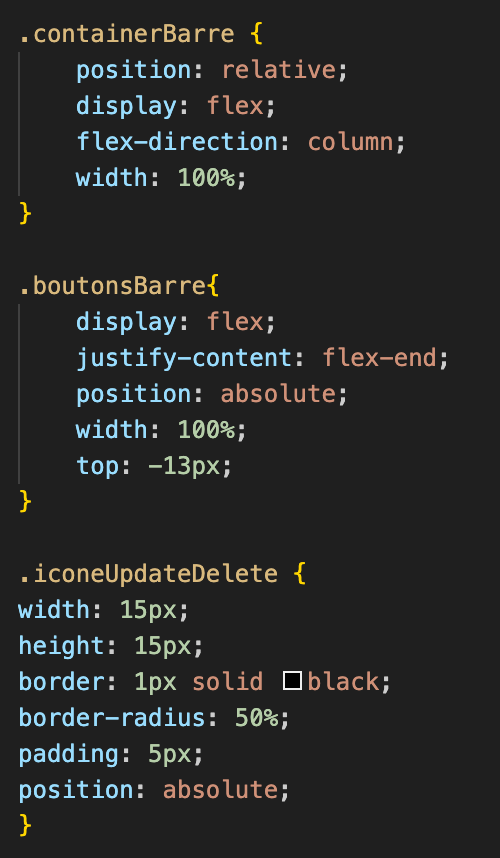 .containerBarre {
    position: relative;
    display: flex;
    flex-direction: column;
    width: 100%;
}

.boutonsBarre{
    display: flex;
    justify-content: flex-end;
    position: absolute;
    width: 100%;
    top: -13px;
}

.iconeUpdateDelete {
width: 15px;
height: 15px;
border: 1px solid black;
border-radius: 50%;
padding: 5px;
position: absolute;
}